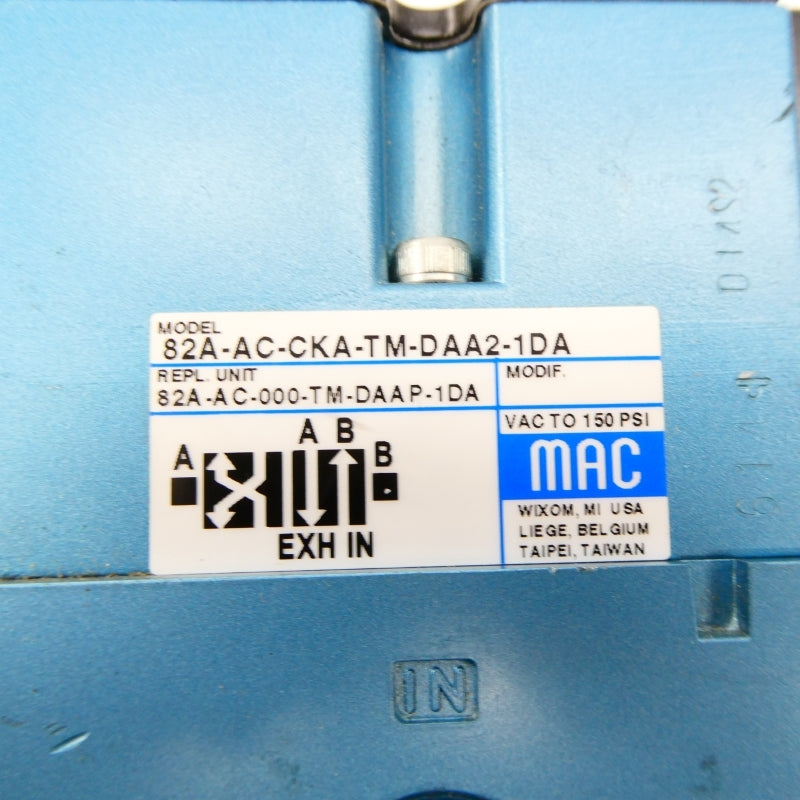 MODEL
82A-AC-CKA-TM-DAA2-1DA
REPL. UNIT
82A-AC-000-TM-DAAP-1DA
MODIF.
VAC TO 150 PSI
MAC
WIXOM, MI USA
LIEGE, BELGIUM
TAIPEI, TAIWAN
A B
A B
EXH IN
IN